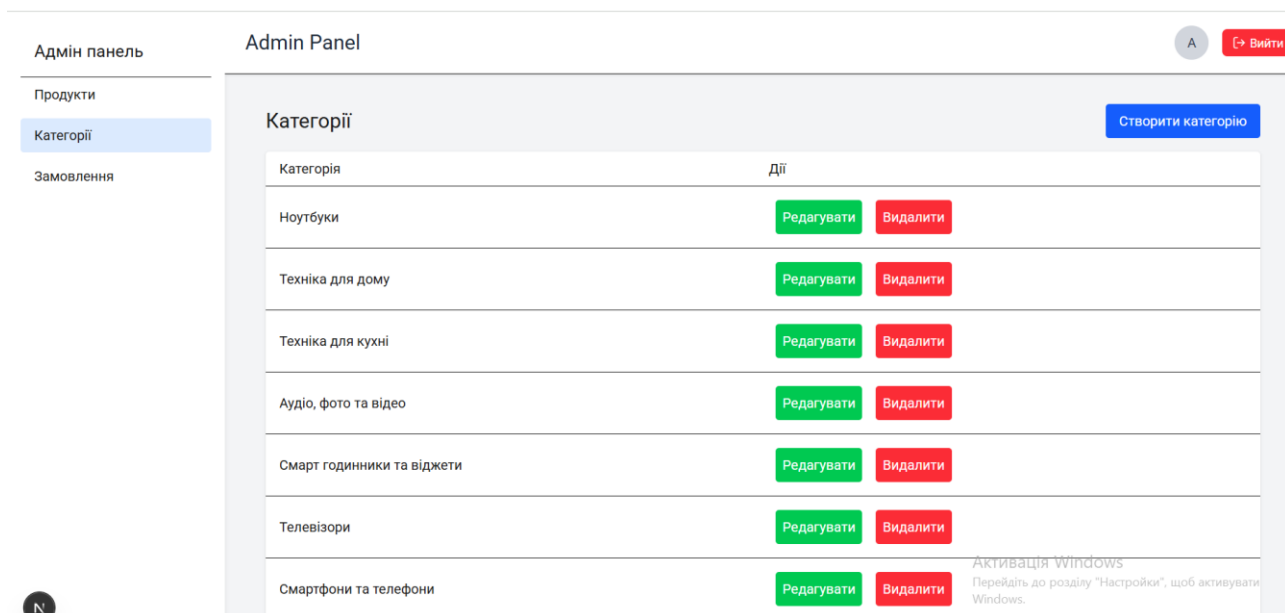 Адмін панель
Admin Panel
A
Вийти
Продукти
Категорії
Замовлення
Категорії
Створити категорію
Категорія Дії
Ноутбуки Редагувати Видалити
Техніка для дому Редагувати Видалити
Техніка для кухні Редагувати Видалити
Аудіо, фото та відео Редагувати Видалити
Смарт годинники та віджети Редагувати Видалити
Телевізори Редагувати Видалити
Смартфони та телефони Редагувати Видалити
Активація Windows
Перейдіть до розділу "Настройки", щоб активувати
Windows.
N